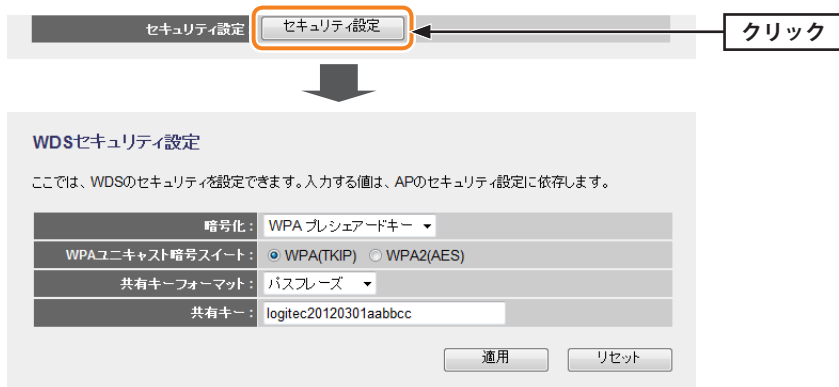 セキュリティ設定 セキュリティ設定 クリック
WDSセキュリティ設定
ここでは、WDSのセキュリティを設定できます。入力する値は、APのセキュリティ設定に依存します。
暗号化: WPA プレシェアードキー
WPAユニキャスト暗号スイート: WPA(TKIP) WPA2(AES)
共有キーフォーマット: パスフレーズ
共有キー: logitec20120301aabbcc
適用 リセット